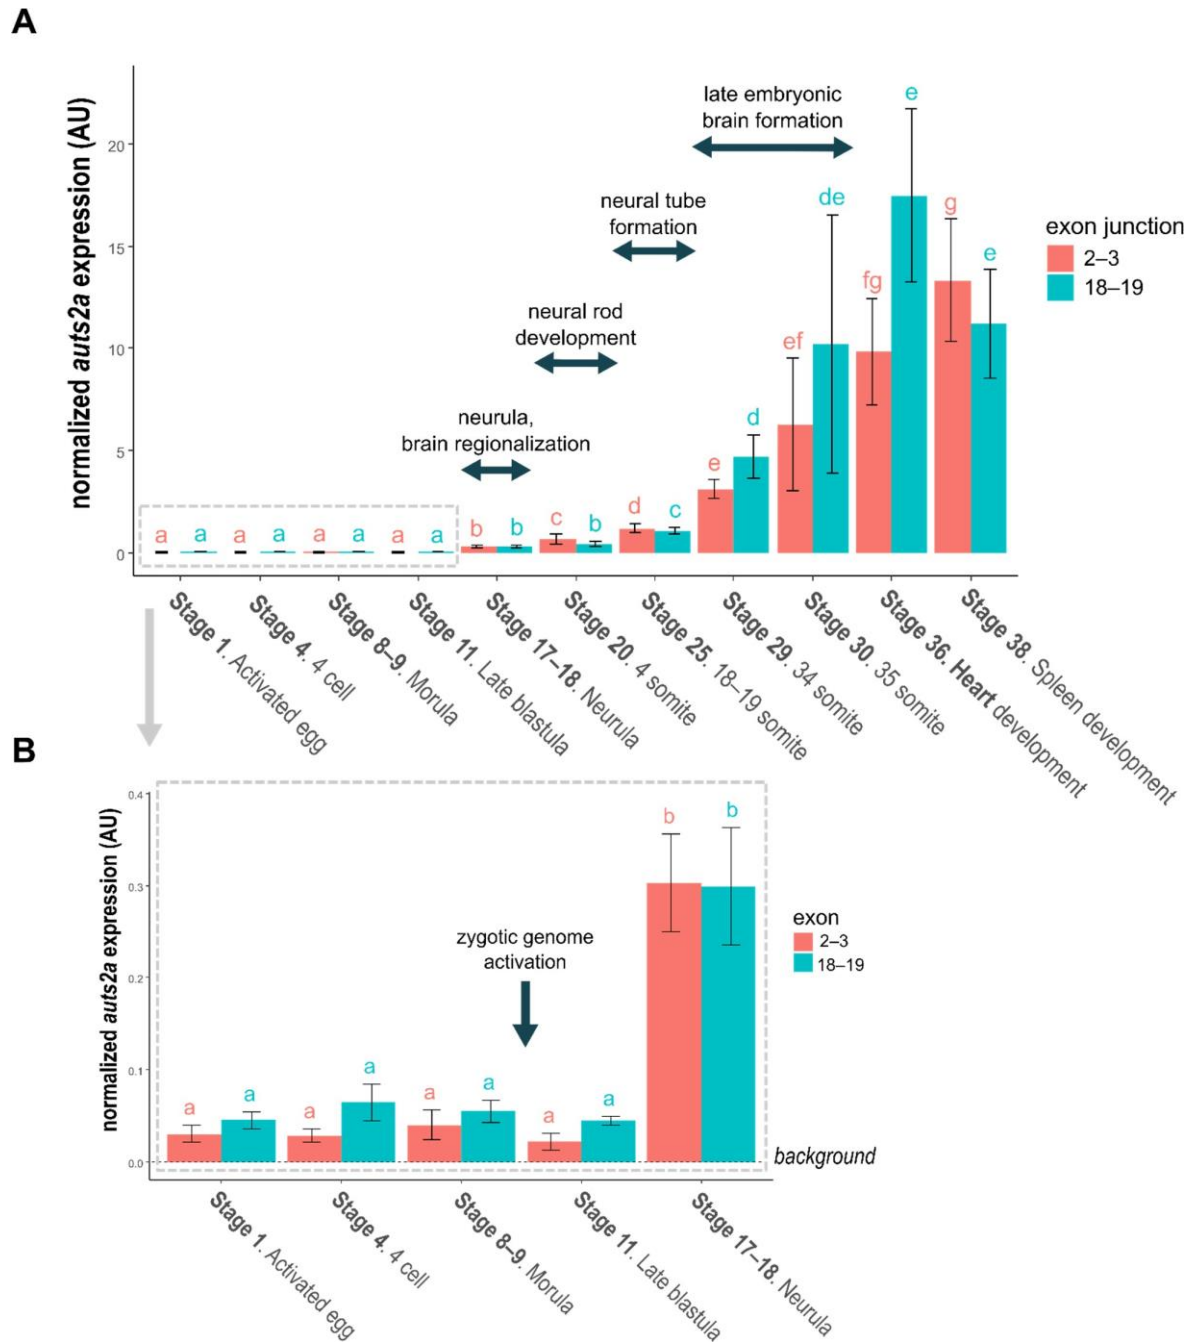 A
normalized auts2a expression (AU)
20
15
10
5
0
late embryonic
brain formation
neural tube
formation
neural rod
development
neurula,
brain regionalization
a a a a a a a a b b c b d c e d ef de fg e g e
exon junction
2–3
18–19
Stage 1. Activated egg
Stage 4. 4 cell
Stage 8–9. Morula
Stage 11. Late blastula
Stage 17–18. Neurula
Stage 20. 4 somite
Stage 25. 18–19 somite
Stage 29. 34 somite
Stage 30. 35 somite
Stage 36. Heart development
Stage 38. Spleen development
B
normalized auts2a expression (AU)
0.4
0.3
0.2
0.1
0.0
zygotic genome
activation
a a a a a a a a b b
exon
2–3
18–19
background
Stage 1. Activated egg
Stage 4. 4 cell
Stage 8–9. Morula
Stage 11. Late blastula
Stage 17–18. Neurula